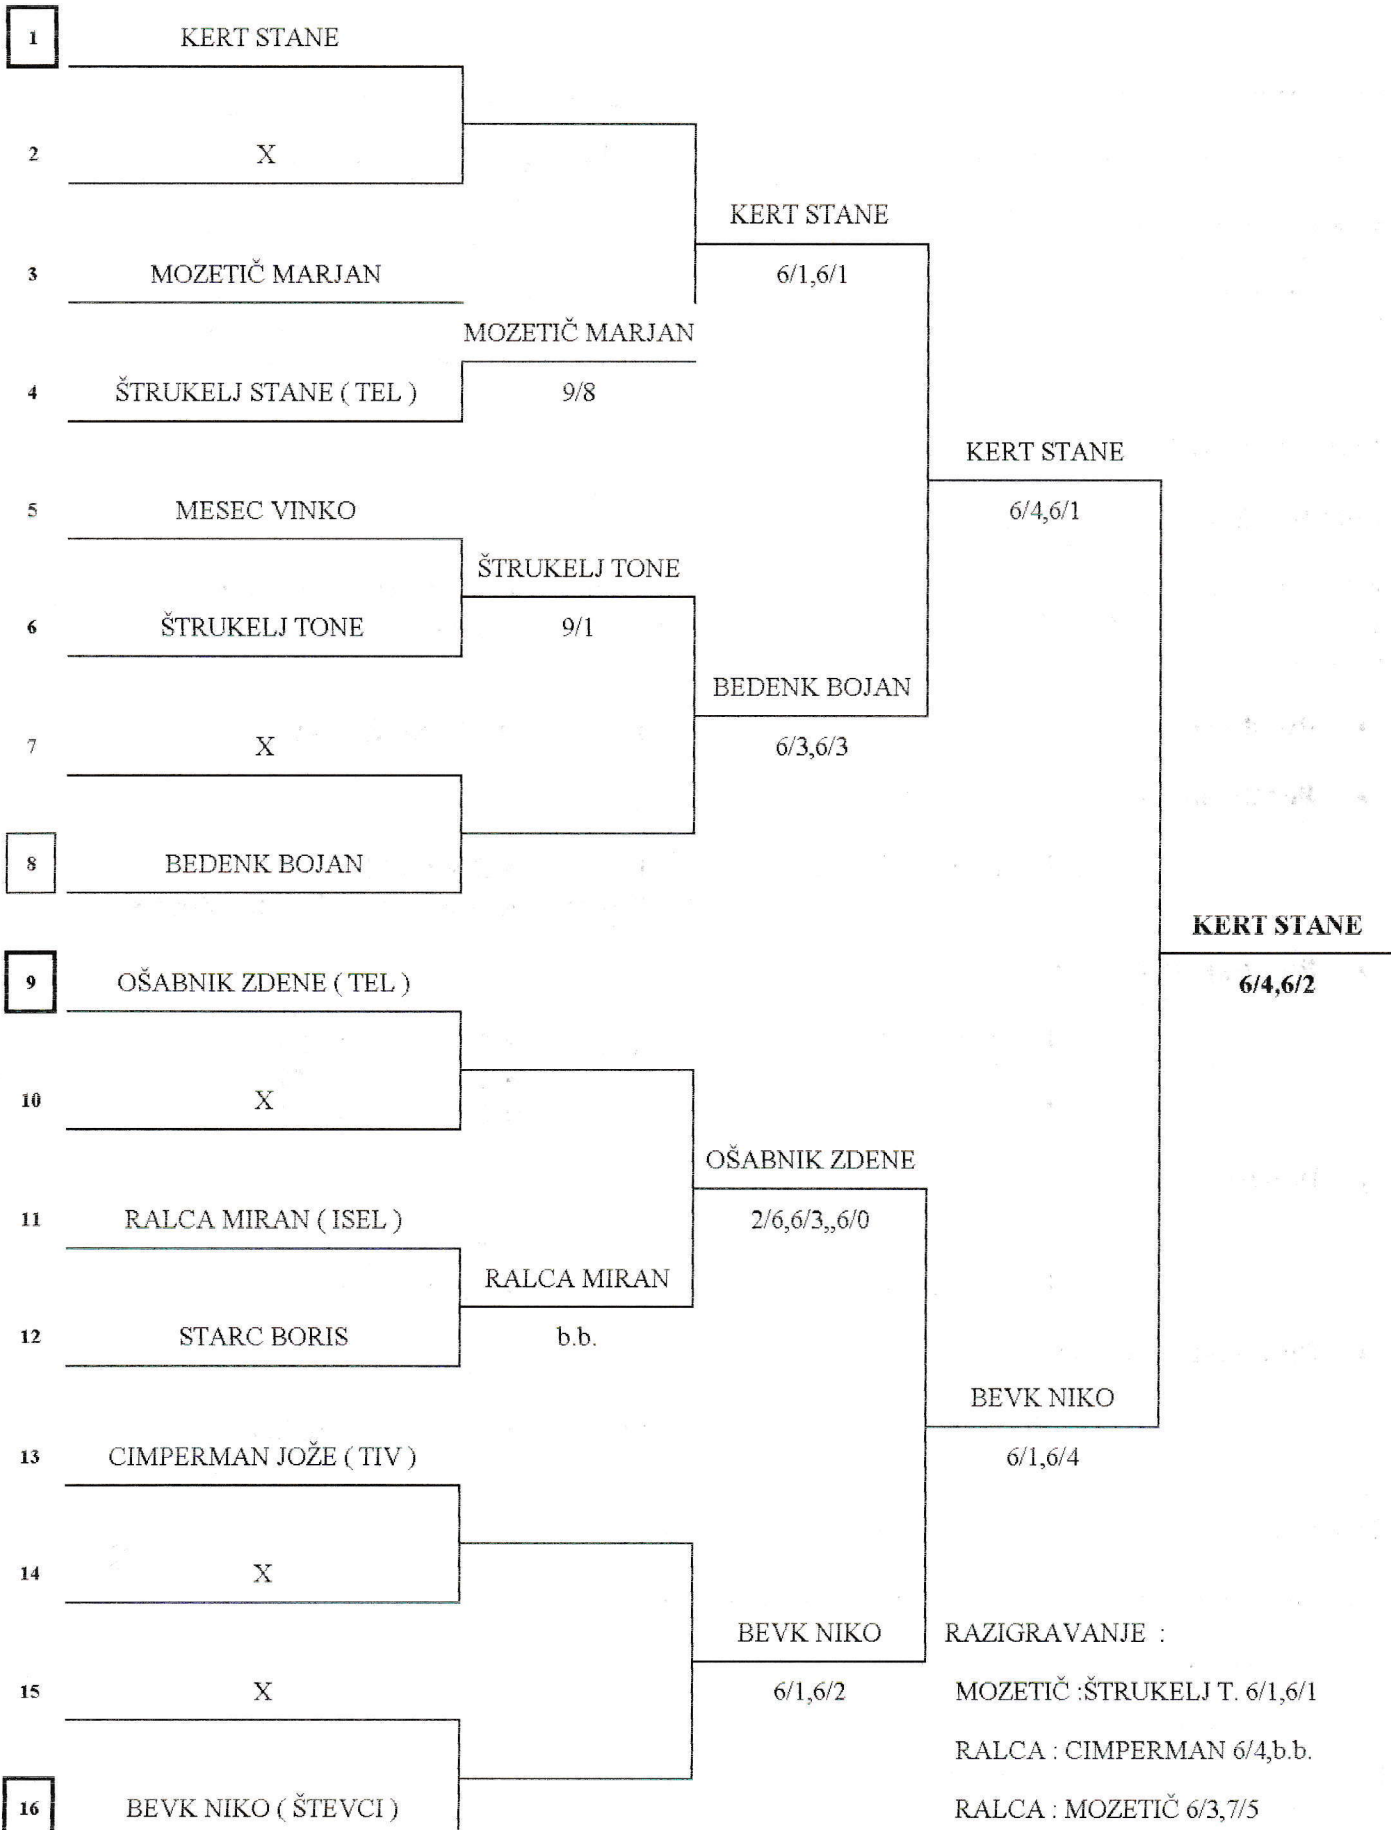 1 KERT STANE
2 X
KERT STANE
3 MOZETIČ MARJAN 6/1,6/1
MOZETIČ MARJAN
4 ŠTRUKELJ STANE ( TEL ) 9/8
KERT STANE
5 MESEC VINKO 6/4,6/1
ŠTRUKELJ TONE
6 ŠTRUKELJ TONE 9/1
BEDENK BOJAN
7 X 6/3,6/3
8 BEDENK BOJAN
KERT STANE
9 OŠABNIK ZDENE ( TEL ) 6/4,6/2
10 X
OŠABNIK ZDENE
11 RALCA MIRAN ( ISEL ) 2/6,6/3,,6/0
RALCA MIRAN
12 STARC BORIS b.b.
BEVK NIKO
13 CIMPERMAN JOŽE ( TIV ) 6/1,6/4
14 X
BEVK NIKO RAZIGRAVANJE :
15 X 6/1,6/2 MOZETIČ :ŠTRUKELJ T. 6/1,6/1
RALCA : CIMPERMAN 6/4,b.b.
16 BEVK NIKO ( ŠTEVCI ) RALCA : MOZETIČ 6/3,7/5